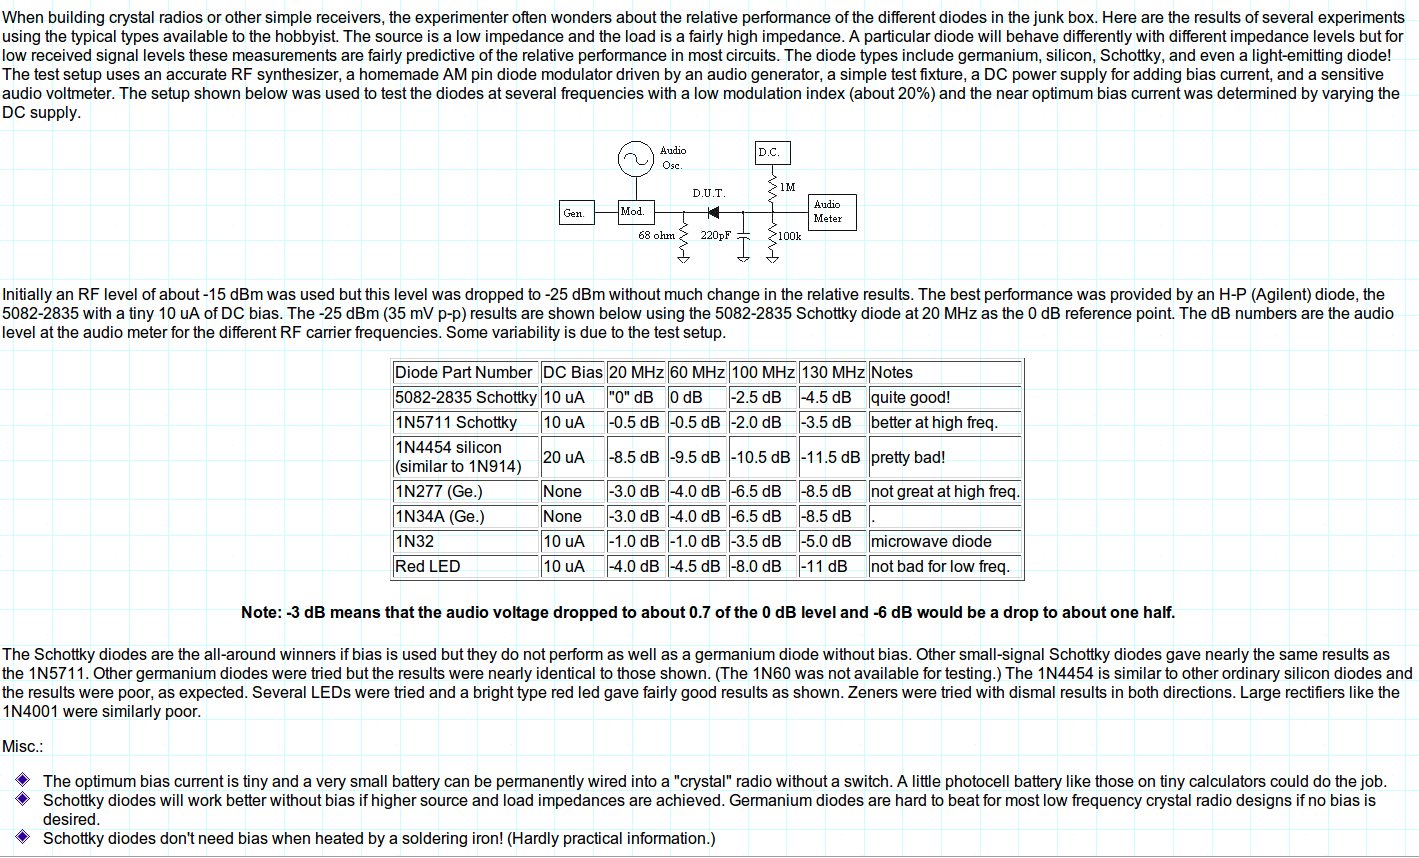 When building crystal radios or other simple receivers, the experimenter often wonders about the relative performance of the different diodes in the junk box. Here are the results of several experiments
using the typical types available to the hobbyist. The source is a low impedance and the load is a fairly high impedance. A particular diode will behave differently with different impedance levels but for
low received signal levels these measurements are fairly predictive of the relative performance in most circuits. The diode types include germanium, silicon, Schottky, and even a light-emitting diode!
The test setup uses an accurate RF synthesizer, a homemade AM pin diode modulator driven by an audio generator, a simple test fixture, a DC power supply for adding bias current, and a sensitive
audio voltmeter. The setup shown below was used to test the diodes at several frequencies with a low modulation index (about 20%) and the near optimum bias current was determined by varying the
DC supply.
Audio
Osc.
D.C.
1M
D.U.T.
Gen.
Mod.
Audio
Meter
68 ohm
220pF
100k
Initially an RF level of about -15 dBm was used but this level was dropped to -25 dBm without much change in the relative results. The best performance was provided by an H-P (Agilent) diode, the
5082-2835 with a tiny 10 uA of DC bias. The -25 dBm (35 mV p-p) results are shown below using the 5082-2835 Schottky diode at 20 MHz as the 0 dB reference point. The dB numbers are the audio
level at the audio meter for the different RF carrier frequencies. Some variability is due to the test setup.
Diode Part Number DC Bias 20 MHz 60 MHz 100 MHz 130 MHz Notes
5082-2835 Schottky 10 uA "0" dB 0 dB -2.5 dB -4.5 dB quite good!
1N5711 Schottky 10 uA -0.5 dB -0.5 dB -2.0 dB -3.5 dB better at high freq.
1N4454 silicon
(similar to 1N914) 20 uA -8.5 dB -9.5 dB -10.5 dB -11.5 dB pretty bad!
1N277 (Ge.) None -3.0 dB -4.0 dB -6.5 dB -8.5 dB not great at high freq.
1N34A (Ge.) None -3.0 dB -4.0 dB -6.5 dB -8.5 dB .
1N32 10 uA -1.0 dB -1.0 dB -3.5 dB -5.0 dB microwave diode
Red LED 10 uA -4.0 dB -4.5 dB -8.0 dB -11 dB not bad for low freq.
Note: -3 dB means that the audio voltage dropped to about 0.7 of the 0 dB level and -6 dB would be a drop to about one half.
The Schottky diodes are the all-around winners if bias is used but they do not perform as well as a germanium diode without bias. Other small-signal Schottky diodes gave nearly the same results as
the 1N5711. Other germanium diodes were tried but the results were nearly identical to those shown. (The 1N60 was not available for testing.) The 1N4454 is similar to other ordinary silicon diodes and
the results were poor, as expected. Several LEDs were tried and a bright type red led gave fairly good results as shown. Zeners were tried with dismal results in both directions. Large rectifiers like the
1N4001 were similarly poor.
Misc.:
The optimum bias current is tiny and a very small battery can be permanently wired into a "crystal" radio without a switch. A little photocell battery like those on tiny calculators could do the job.
Schottky diodes will work better without bias if higher source and load impedances are achieved. Germanium diodes are hard to beat for most low frequency crystal radio designs if no bias is
desired.
Schottky diodes don't need bias when heated by a soldering iron! (Hardly practical information.)